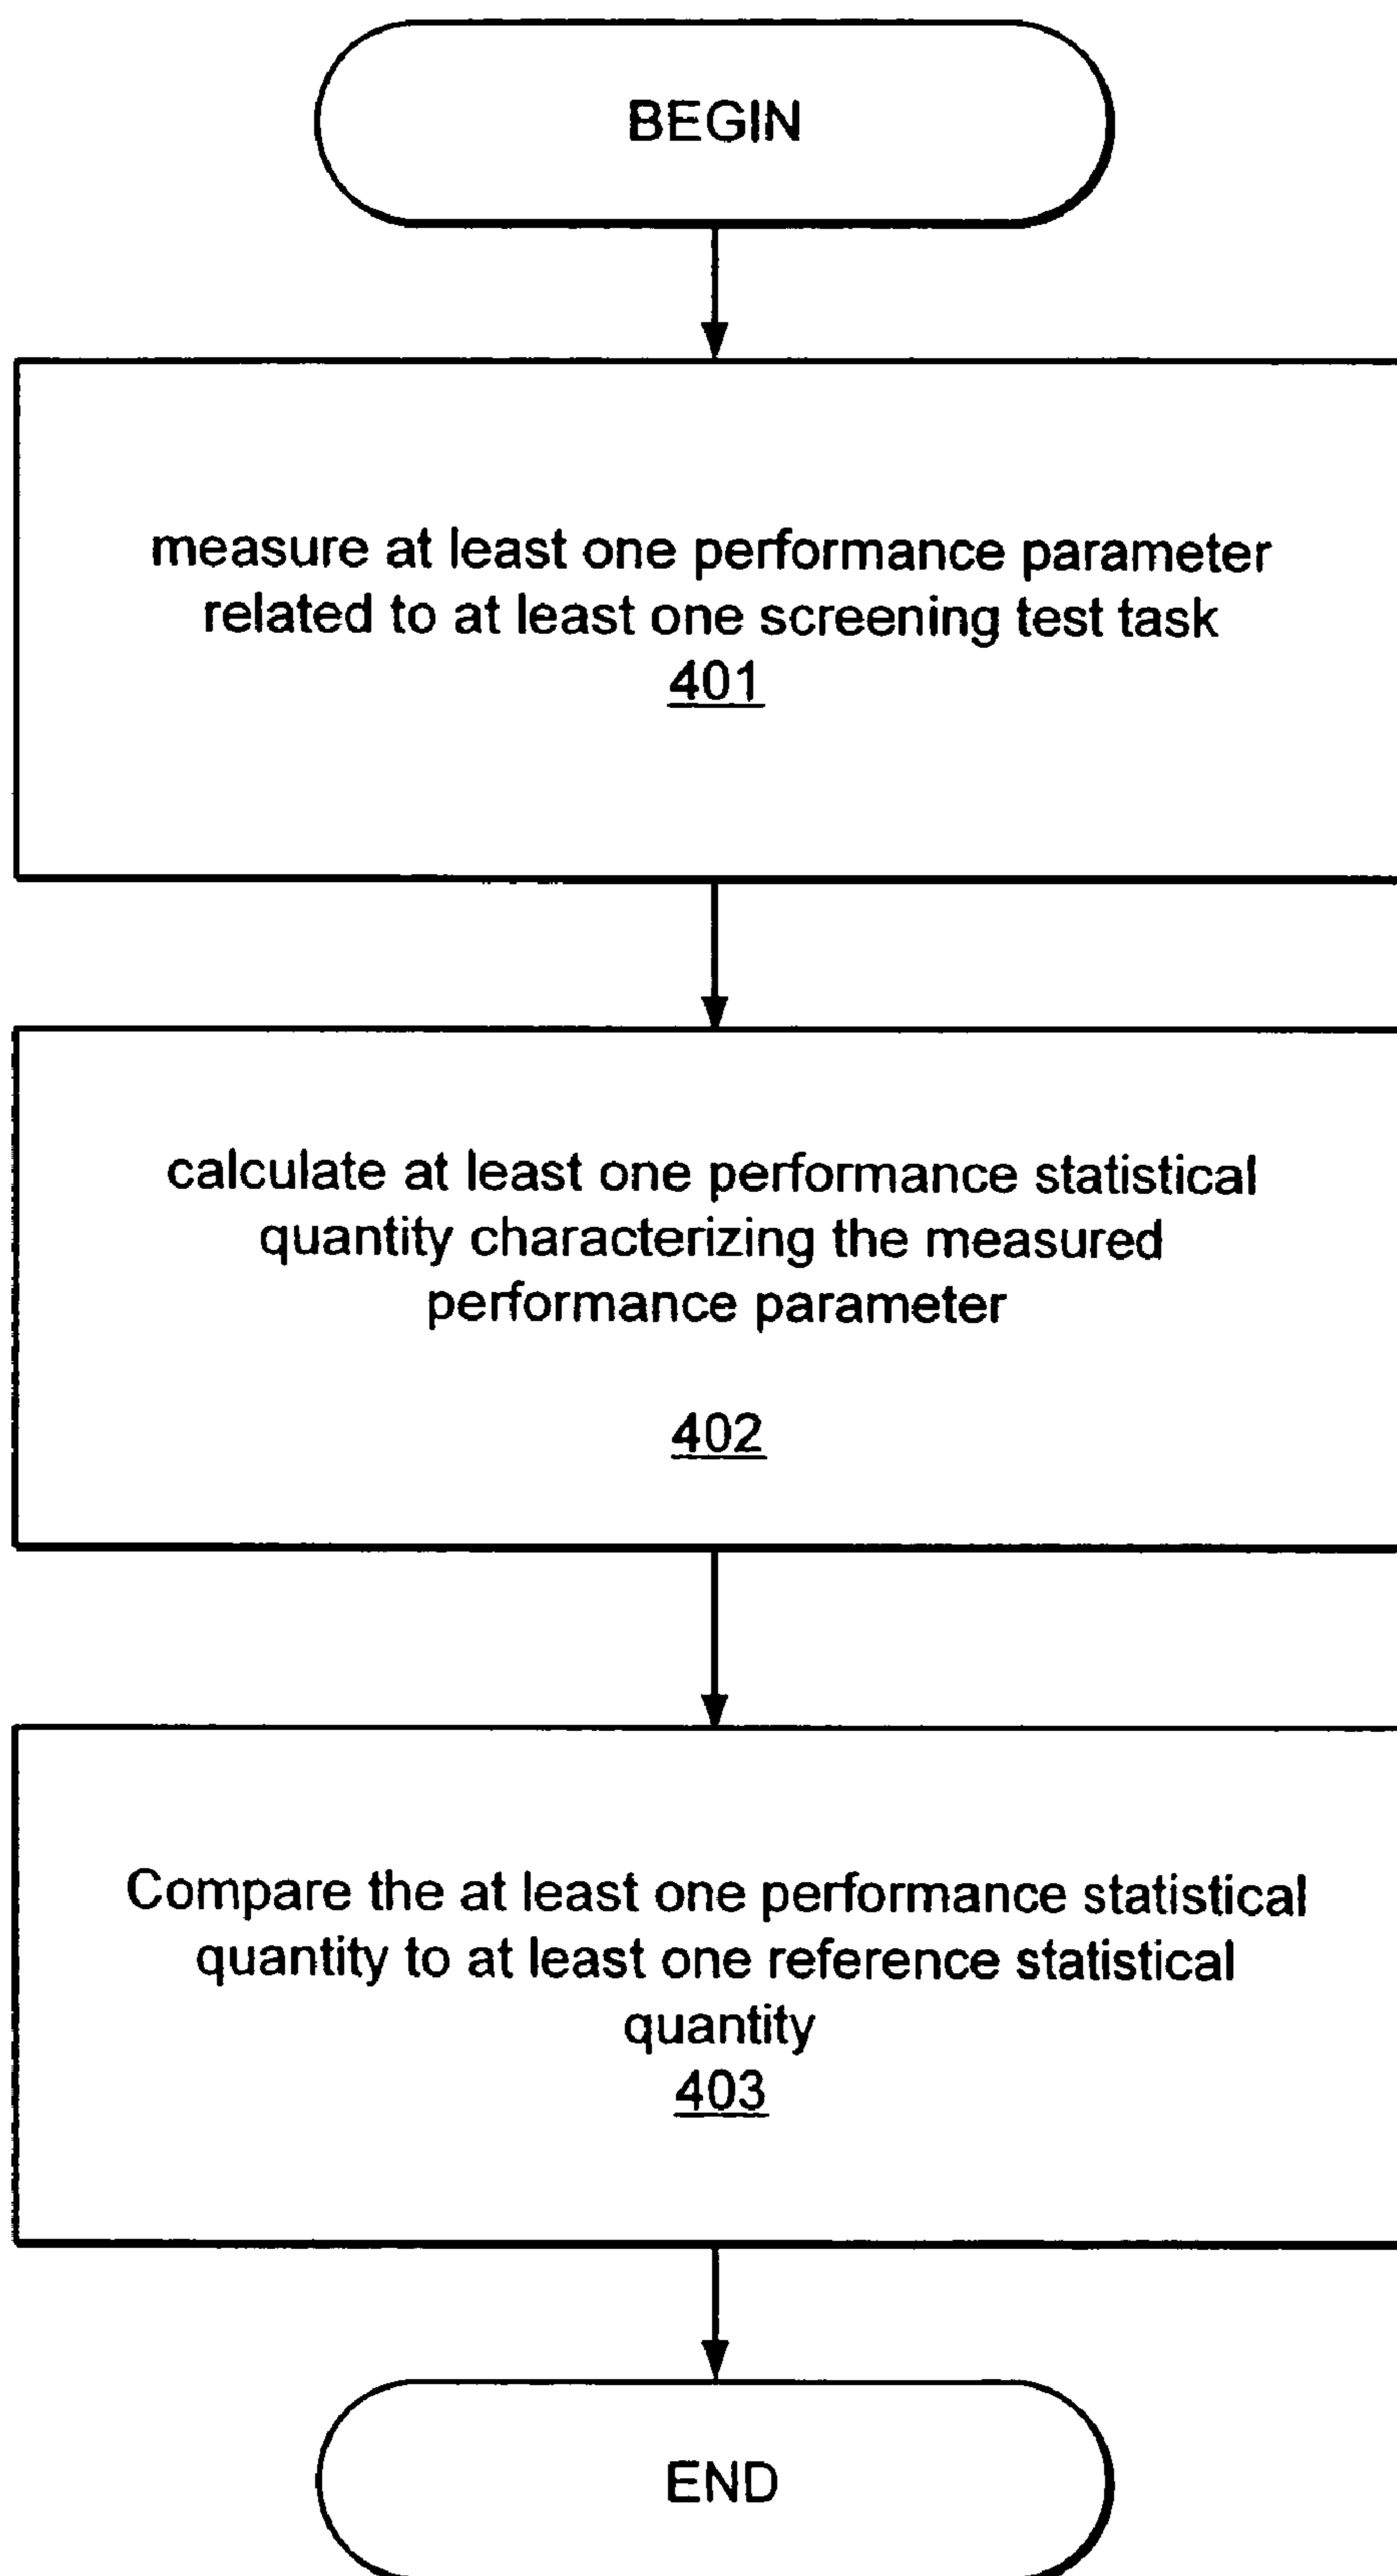 BEGIN
measure at least one performance parameter
related to at least one screening test task
401
calculate at least one performance statistical
quantity characterizing the measured
performance parameter
402
Compare the at least one performance statistical
quantity to at least one reference statistical
quantity
403
END